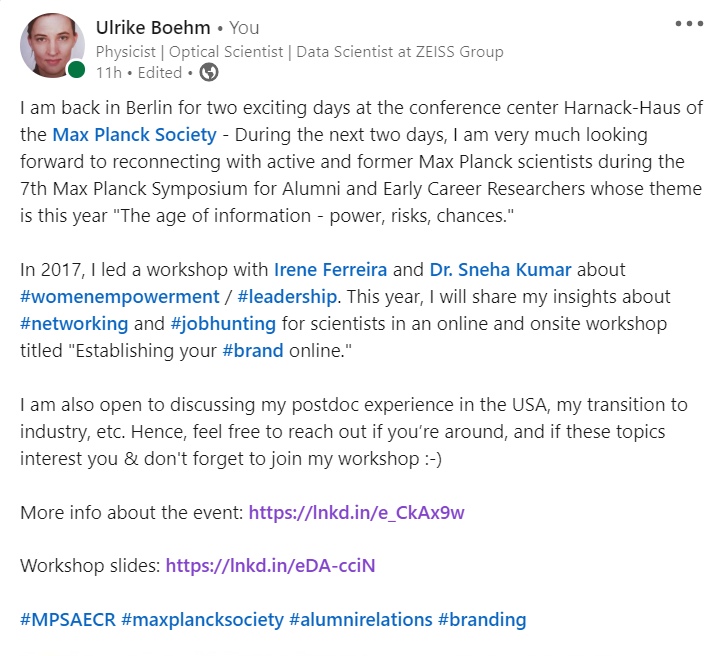 Ulrike Boehm • You
Physicist | Optical Scientist | Data Scientist at ZEISS Group
11h • Edited •
I am back in Berlin for two exciting days at the conference center Harnack-Haus of
the Max Planck Society - During the next two days, I am very much looking
forward to reconnecting with active and former Max Planck scientists during the
7th Max Planck Symposium for Alumni and Early Career Researchers whose theme
is this year "The age of information - power, risks, chances."
In 2017, I led a workshop with Irene Ferreira and Dr. Sneha Kumar about
#womenempowerment / #leadership. This year, I will share my insights about
#networking and #jobhunting for scientists in an online and onsite workshop
titled "Establishing your #brand online."
I am also open to discussing my postdoc experience in the USA, my transition to
industry, etc. Hence, feel free to reach out if you’re around, and if these topics
interest you & don't forget to join my workshop :-)
More info about the event: https://lnkd.in/e_CkAx9w
Workshop slides: https://lnkd.in/eDA-cciN
#MPSAECR #maxplancksociety #alumnirelations #branding